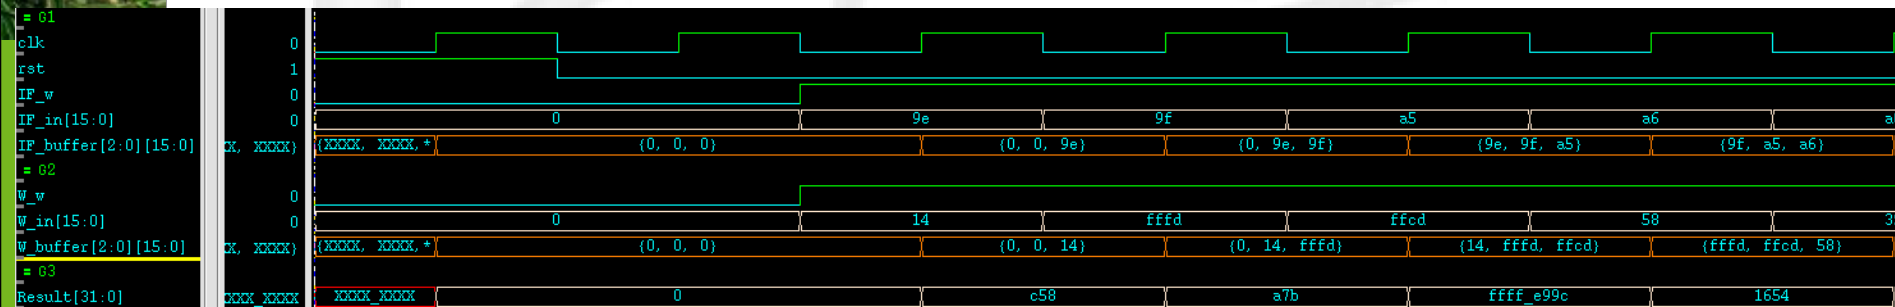 = G1
clk 0
rst 1
IF_w 0
IF_in[15:0] 0 0 9e 9f a5 a6 a
IF_buffer[2:0][15:0] X, XXXX} {XXXX, XXXX,* {0, 0, 0} {0, 0, 9e} {0, 9e, 9f} {9e, 9f, a5} {9f, a5, a6}
= G2
W_w 0
W_in[15:0] 0 0 14 fffd ffcd 58 3
W_buffer[2:0][15:0] X, XXXX} {XXXX, XXXX,* {0, 0, 0} {0, 0, 14} {0, 14, fffd} {14, fffd, ffcd} {fffd, ffcd, 58}
= G3
Result[31:0] XXX_XXXX XXXX_XXXX 0 c58 a7b ffff_e99c 1654